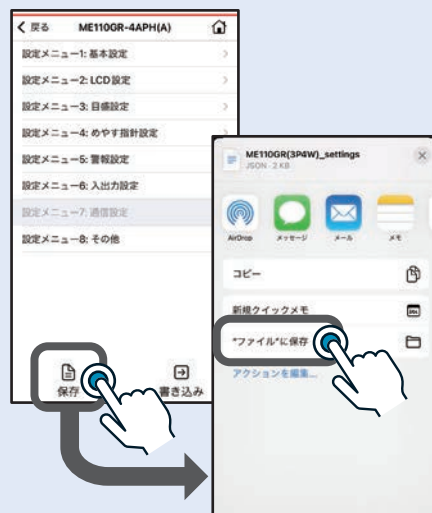 戻る ME110GR-4APH(A)
設定メニュー1: 基本設定
設定メニュー2: LCD設定
設定メニュー3: 目盛設定
設定メニュー4: めやす指針設定
設定メニュー5: 警報設定
設定メニュー6: 入出力設定
設定メニュー7: 通信設定
設定メニュー8: その他
保存
書き込み
ME110GR(3P4W)_settings
JSON・2 KB
AirDrop メッセージ メール メモ
コピー
新規クイックメモ
"ファイル"に保存
アクションを編集...